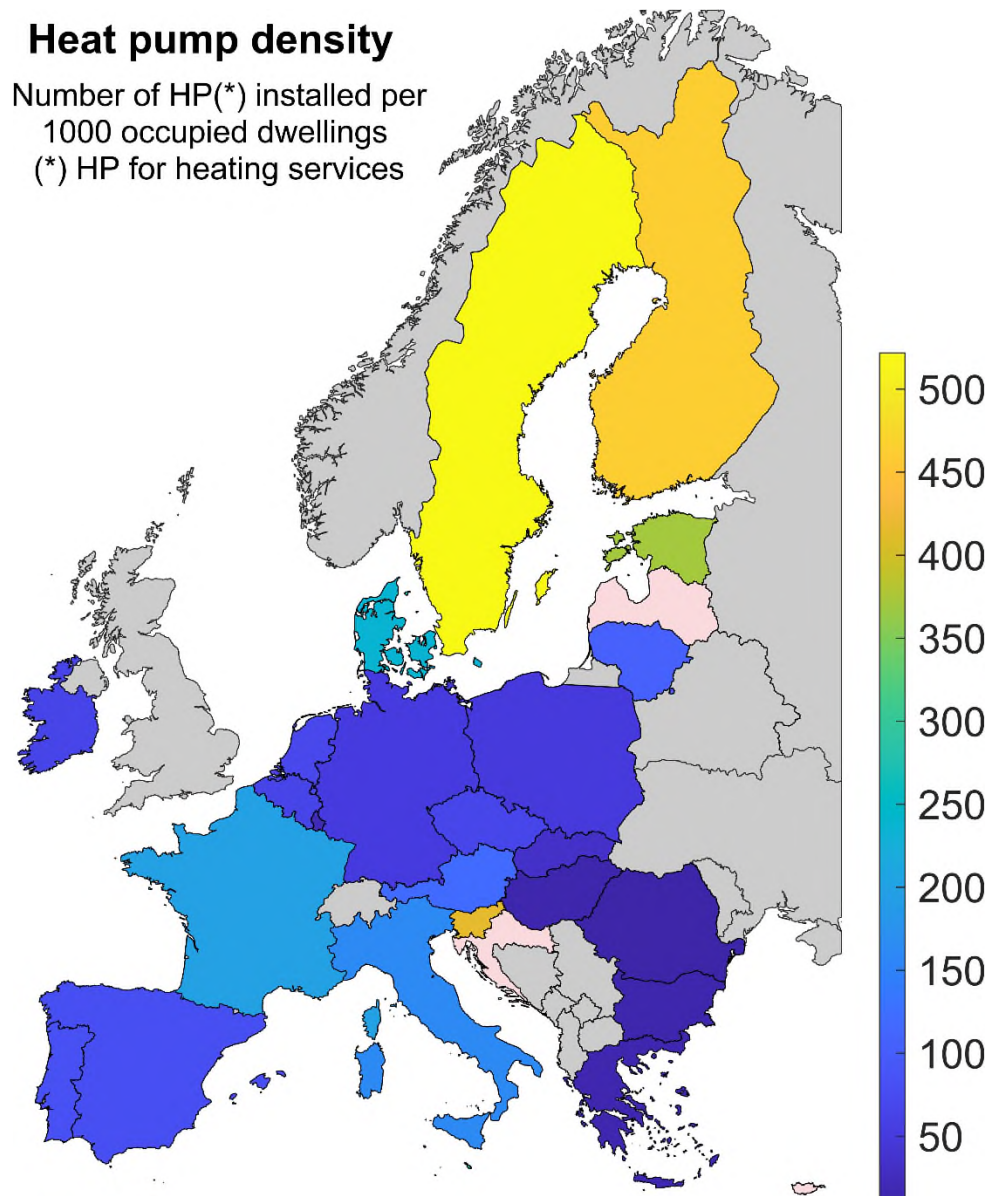 Heat pump density
Number of HP(*) installed per
1000 occupied dwellings
(*) HP for heating services
500
450
400
350
300
250
200
150
100
50